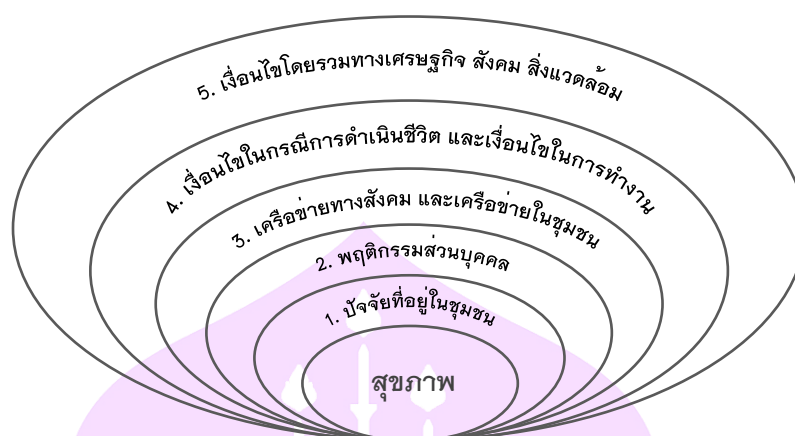 5. เงื่อนไขโดยรวมทางเศรษฐกิจ สังคม สิ่งแวดล้อม
4. เงื่อนไขในกรณีการดำเนินชีวิต และเงื่อนไขในการทำงาน
3. เครือข่ายทางสังคม และเครือข่ายในชุมชน
2. พฤติกรรมส่วนบุคคล
1. ปัจจัยที่อยู่ในชุมชน
สุขภาพ